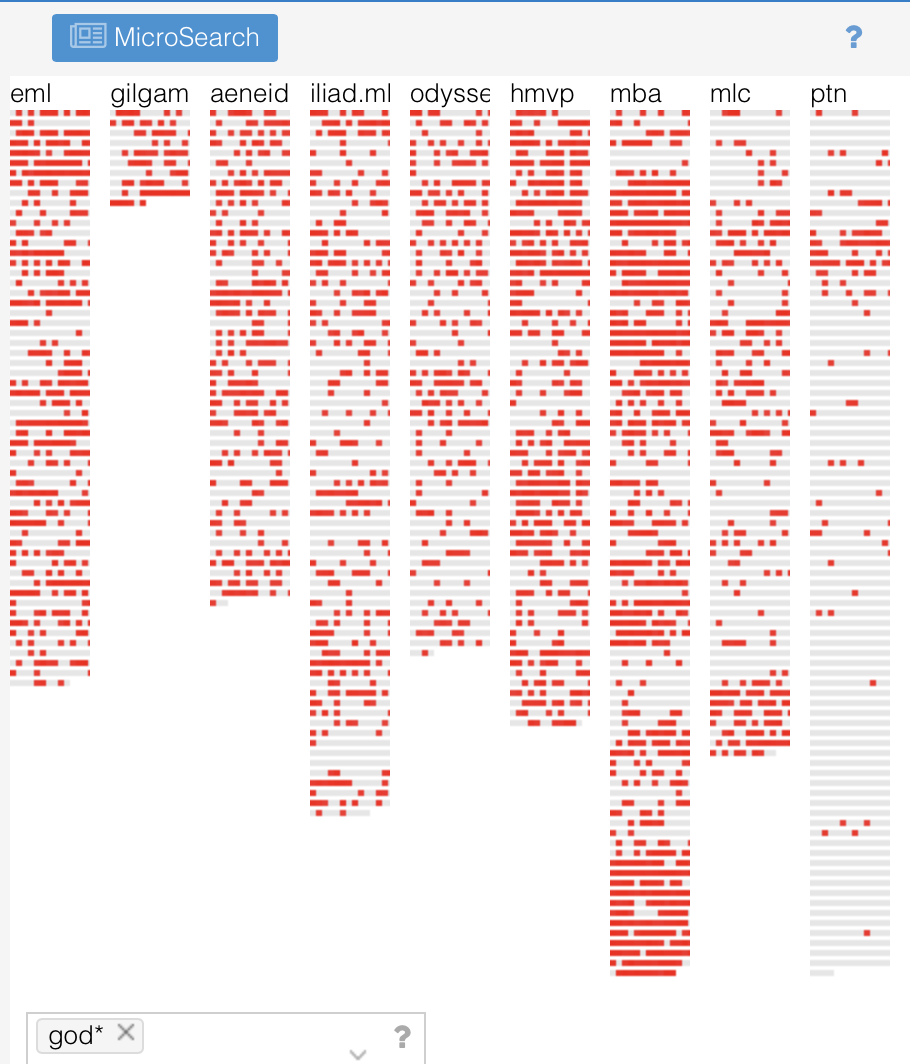 MicroSearch
?
eml gilgam aeneid iliad.ml odysse hmvp mba mlc ptn
god* ×
?